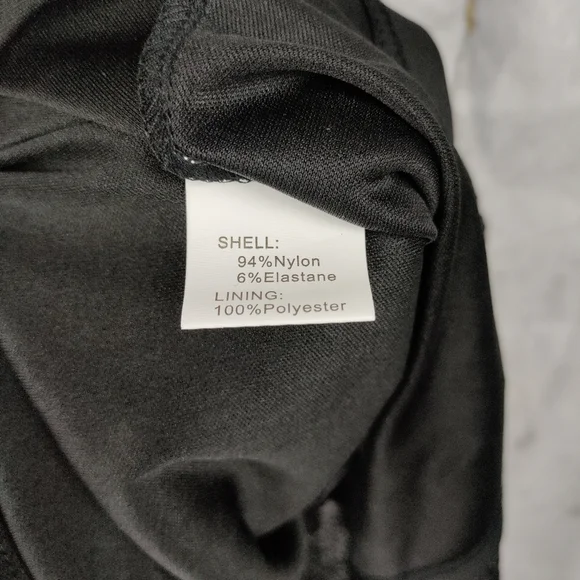 SHELL:
94%Nylon
6%Elastane
LINING:
100%Polyester